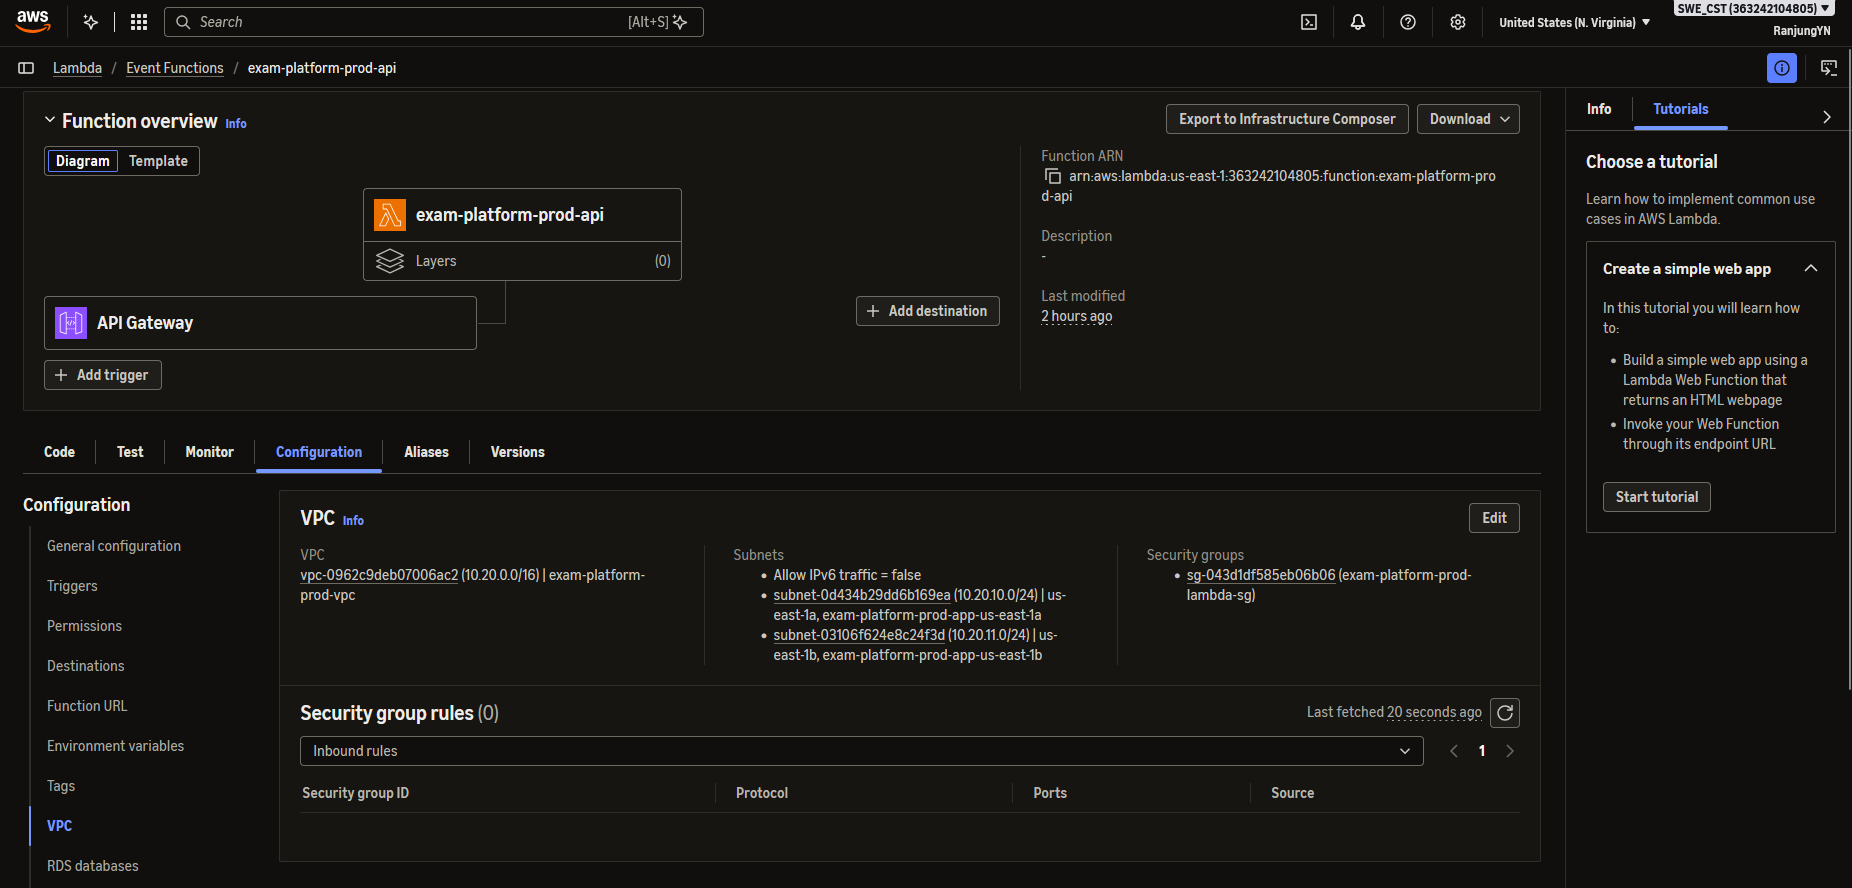 aws
Search
[Alt+S]
United States (N. Virginia)
SWE_CST (363242104805)
RanjungYN
Lambda / Event Functions / exam-platform-prod-api
Function overview Info
Export to Infrastructure Composer
Download
Diagram
Template
exam-platform-prod-api
Layers
(0)
API Gateway
+ Add trigger
+ Add destination
Function ARN
arn:aws:lambda:us-east-1:363242104805:function:exam-platform-pro
d-api
Description
-
Last modified
2 hours ago
Code
Test
Monitor
Configuration
Aliases
Versions
Configuration
General configuration
Triggers
Permissions
Destinations
Function URL
Environment variables
Tags
VPC
RDS databases
VPC Info
Edit
VPC
vpc-0962c9deb07006ac2 (10.20.0.0/16) | exam-platform-
prod-vpc
Subnets
• Allow IPv6 traffic = false
• subnet-0d434b29dd6b169ea (10.20.10.0/24) | us-
east-1a, exam-platform-prod-app-us-east-1a
• subnet-03106f624e8c24f3d (10.20.11.0/24) | us-
east-1b, exam-platform-prod-app-us-east-1b
Security groups
• sg-043d1df585eb06b06 (exam-platform-prod-
lambda-sg)
Security group rules (0)
Last fetched 20 seconds ago
Inbound rules
1
Security group ID
Protocol
Ports
Source
Info
Tutorials
Choose a tutorial
Learn how to implement common use
cases in AWS Lambda.
Create a simple web app
In this tutorial you will learn how
to:
• Build a simple web app using a
Lambda Web Function that
returns an HTML webpage
• Invoke your Web Function
through its endpoint URL
Start tutorial